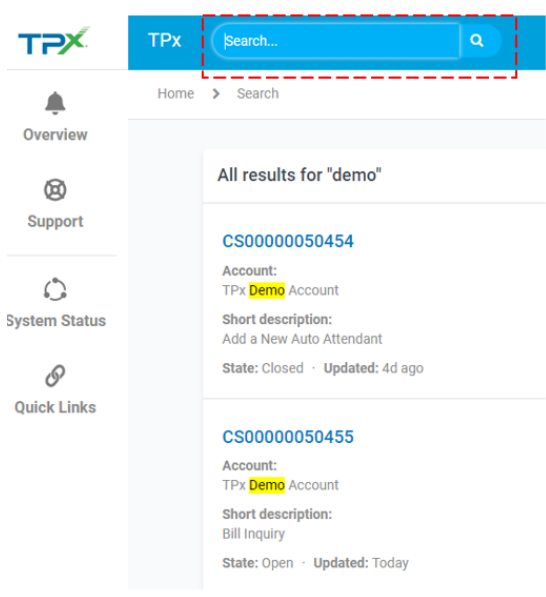 TPx
TPx
Search...
Home > Search
Overview
Support
System Status
Quick Links
All results for "demo"
CS00000050454
Account:
TPx Demo Account
Short description:
Add a New Auto Attendant
State: Closed · Updated: 4d ago
CS00000050455
Account:
TPx Demo Account
Short description:
Bill Inquiry
State: Open · Updated: Today